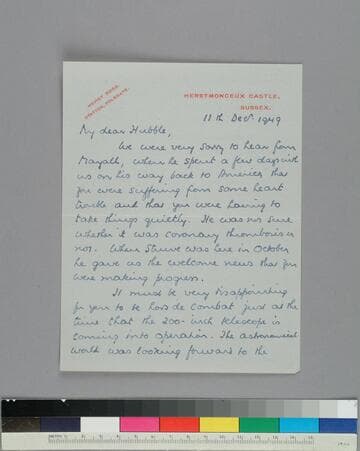 HERSTMONCEUX CASTLE,
SUSSEX.
11th Decr 1949
My dear Hubble,
We were very sorry to hear from
Mayall, when he spent a few days with
us on his way back to America, that
you were suffering from some heart
trouble and that you were having to
take things quietly. He was not sure
whether it was coronary thrombosis or
not. When Struve was here in October
he gave us the welcome news that you
were making progress.
It must be very disappointing
for you to be hors de combat just at the
time that the 200-inch telescope is
coming into operation. The astronomical
world was looking forward to the